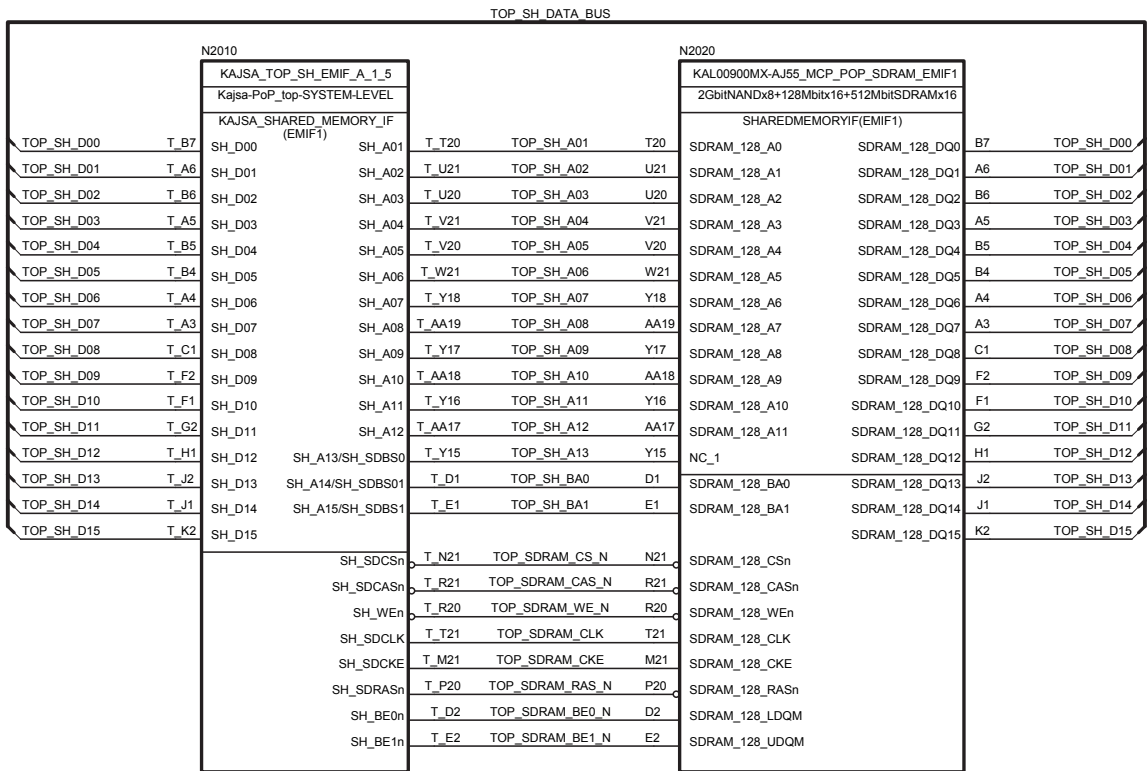 TOP_SH_DATA_BUS
N2010 N2020
KAJSA_TOP_SH_EMIF_A_1_5 KAL00900MX-AJ55_MCP_POP_SDRAM_EMIF1
Kajsa-PoP_top-SYSTEM-LEVEL 2GbitNANDx8+128Mbitx16+512MbitSDRAMx16
KAJSA_SHARED_MEMORY_IF SHAREDMEMORYIF(EMIF1)
(EMIF1)
TOP_SH_D00 T_B7 SH_D00 SH_A01 T_T20 TOP_SH_A01 T20 SDRAM_128_A0 SDRAM_128_DQ0 B7 TOP_SH_D00
TOP_SH_D01 T_A6 SH_D01 SH_A02 T_U21 TOP_SH_A02 U21 SDRAM_128_A1 SDRAM_128_DQ1 A6 TOP_SH_D01
TOP_SH_D02 T_B6 SH_D02 SH_A03 T_U20 TOP_SH_A03 U20 SDRAM_128_A2 SDRAM_128_DQ2 B6 TOP_SH_D02
TOP_SH_D03 T_A5 SH_D03 SH_A04 T_V21 TOP_SH_A04 V21 SDRAM_128_A3 SDRAM_128_DQ3 A5 TOP_SH_D03
TOP_SH_D04 T_B5 SH_D04 SH_A05 T_V20 TOP_SH_A05 V20 SDRAM_128_A4 SDRAM_128_DQ4 B5 TOP_SH_D04
TOP_SH_D05 T_B4 SH_D05 SH_A06 T_W21 TOP_SH_A06 W21 SDRAM_128_A5 SDRAM_128_DQ5 B4 TOP_SH_D05
TOP_SH_D06 T_A4 SH_D06 SH_A07 T_Y18 TOP_SH_A07 Y18 SDRAM_128_A6 SDRAM_128_DQ6 A4 TOP_SH_D06
TOP_SH_D07 T_A3 SH_D07 SH_A08 T_AA19 TOP_SH_A08 AA19 SDRAM_128_A7 SDRAM_128_DQ7 A3 TOP_SH_D07
TOP_SH_D08 T_C1 SH_D08 SH_A09 T_Y17 TOP_SH_A09 Y17 SDRAM_128_A8 SDRAM_128_DQ8 C1 TOP_SH_D08
TOP_SH_D09 T_F2 SH_D09 SH_A10 T_AA18 TOP_SH_A10 AA18 SDRAM_128_A9 SDRAM_128_DQ9 F2 TOP_SH_D09
TOP_SH_D10 T_F1 SH_D10 SH_A11 T_Y16 TOP_SH_A11 Y16 SDRAM_128_A10 SDRAM_128_DQ10 F1 TOP_SH_D10
TOP_SH_D11 T_G2 SH_D11 SH_A12 T_AA17 TOP_SH_A12 AA17 SDRAM_128_A11 SDRAM_128_DQ11 G2 TOP_SH_D11
TOP_SH_D12 T_H1 SH_D12 SH_A13/SH_SDBS0 T_Y15 TOP_SH_A13 Y15 NC_1 SDRAM_128_DQ12 H1 TOP_SH_D12
TOP_SH_D13 T_J2 SH_D13 SH_A14/SH_SDBS01 T_D1 TOP_SH_BA0 D1 SDRAM_128_BA0 SDRAM_128_DQ13 J2 TOP_SH_D13
TOP_SH_D14 T_J1 SH_D14 SH_A15/SH_SDBS1 T_E1 TOP_SH_BA1 E1 SDRAM_128_BA1 SDRAM_128_DQ14 J1 TOP_SH_D14
TOP_SH_D15 T_K2 SH_D15 SDRAM_128_DQ15 K2 TOP_SH_D15
SH_SDCSn T_N21 TOP_SDRAM_CS_N N21 SDRAM_128_CSn
SH_SDCASn T_R21 TOP_SDRAM_CAS_N R21 SDRAM_128_CASn
SH_WEn T_R20 TOP_SDRAM_WE_N R20 SDRAM_128_WEn
SH_SDCLK T_T21 TOP_SDRAM_CLK T21 SDRAM_128_CLK
SH_SDCKE T_M21 TOP_SDRAM_CKE M21 SDRAM_128_CKE
SH_SDRASn T_P20 TOP_SDRAM_RAS_N P20 SDRAM_128_RASn
SH_BE0n T_D2 TOP_SDRAM_BE0_N D2 SDRAM_128_LDQM
SH_BE1n T_E2 TOP_SDRAM_BE1_N E2 SDRAM_128_UDQM